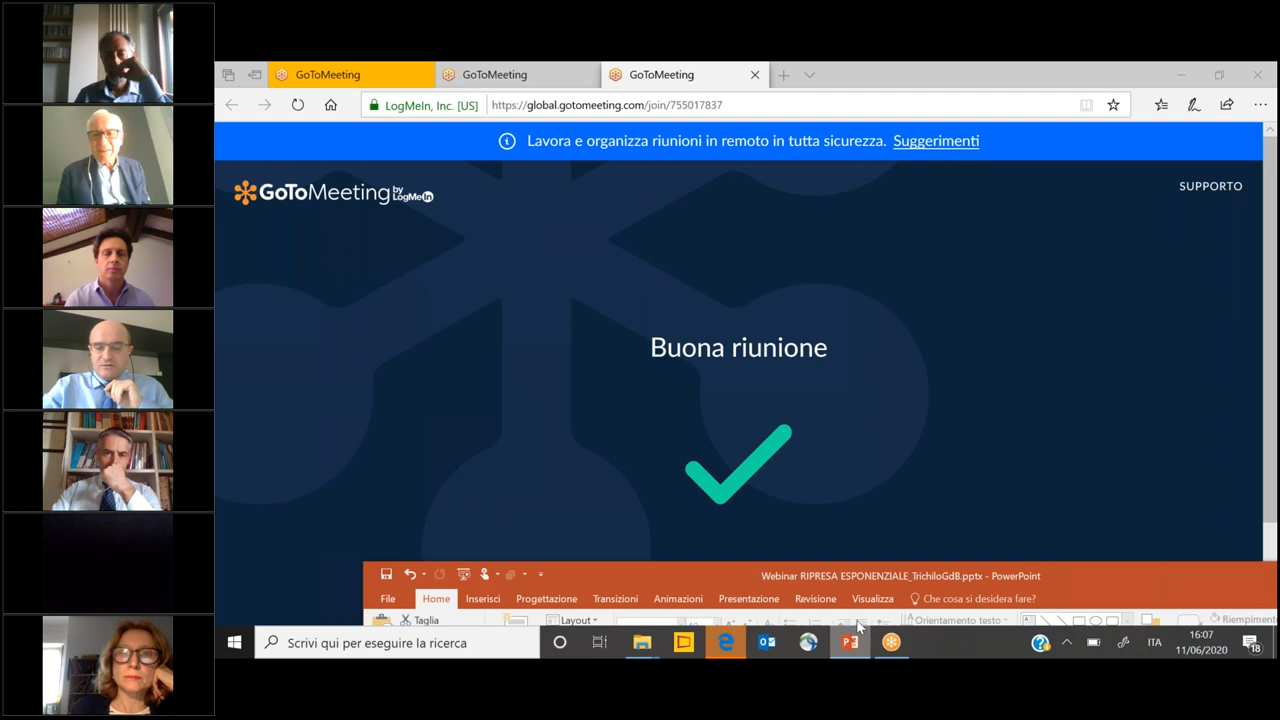 GoToMeeting
GoToMeeting
GoToMeeting
LogMeIn, Inc. [US]
https://global.gotomeeting.com/join/755017837
Lavora e organizza riunioni in remoto in tutta sicurezza. Suggerimenti
GoToMeeting by LogMeIn
SUPPORTO
Buona riunione
Webinar RIPRESA ESPONENZIALE_TrichiloGdB.pptx - PowerPoint
File Home Inserisci Progettazione Transizioni Animazioni Presentazione Revisione Visualizza Che cosa si desidera fare?
Taglia Layout Orientamento testo Riempimento
Scrivi qui per eseguire la ricerca
ITA
16:07
11/06/2020
18